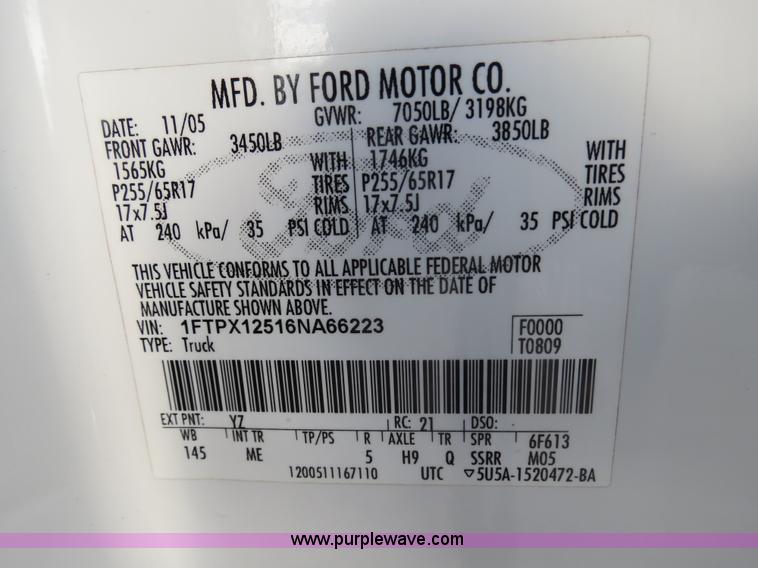 MFD. BY FORD MOTOR CO.
DATE: 11/05 GVWR: 7050LB/ 3198KG
FRONT GAWR: 3450LB REAR GAWR: 3850LB
1565KG WITH 1746KG WITH
P255/65R17 TIRES P255/65R17 TIRES
17x7.5J RIMS 17x7.5J RIMS
AT 240 kPa/ 35 PSI COLD AT 240 kPa/ 35 PSI COLD
Ford
THIS VEHICLE CONFORMS TO ALL APPLICABLE FEDERAL MOTOR
VEHICLE SAFETY STANDARDS IN EFFECT ON THE DATE OF
MANUFACTURE SHOWN ABOVE.
VIN: 1FTPX12516NA66223 F0000
TYPE: Truck T0809
EXT PNT: YZ RC: 21 DSO:
WB INT TR TP/PS R AXLE TR SPR 6F613
145 ME 5 H9 Q SSRR M05
1200511167110 UTC ▽5U5A-1520472-BA
www.purplewave.com